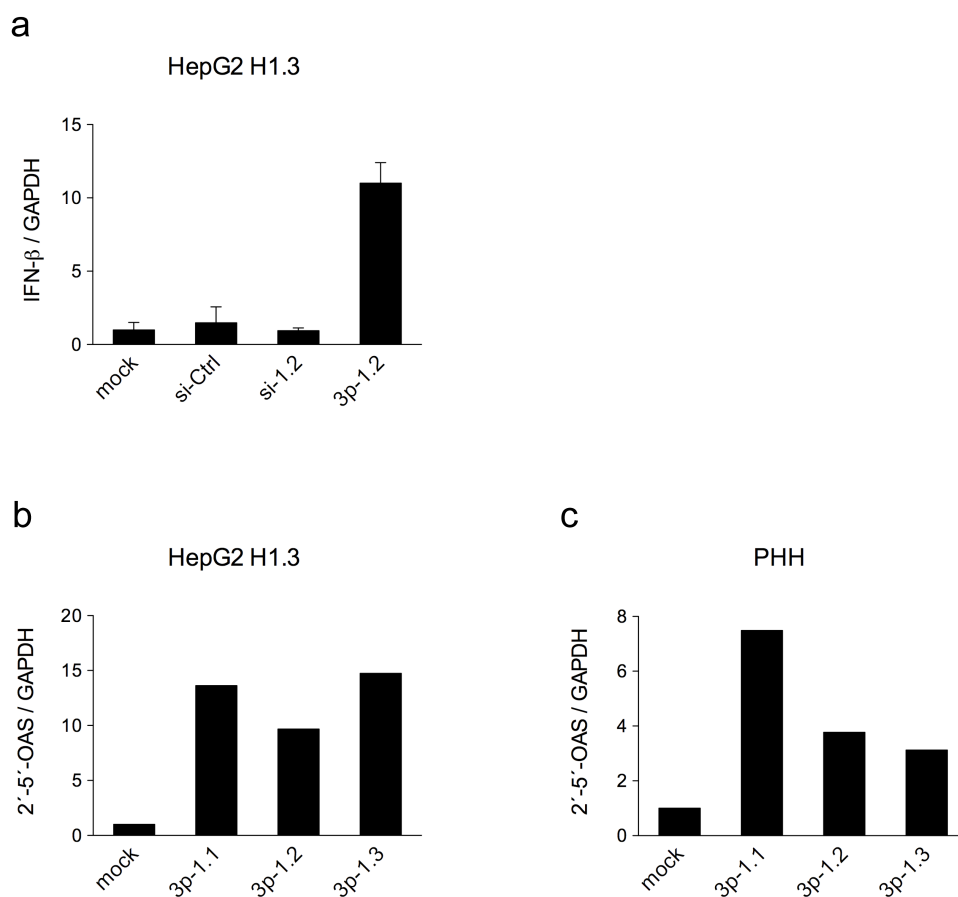 a
HepG2 H1.3
IFN-β / GAPDH
15
10
5
0
mock
si-Ctrl
si-1.2
3p-1.2
b
HepG2 H1.3
2´-5´-OAS / GAPDH
20
15
10
5
0
mock
3p-1.1
3p-1.2
3p-1.3
c
PHH
2´-5´-OAS / GAPDH
8
6
4
2
0
mock
3p-1.1
3p-1.2
3p-1.3